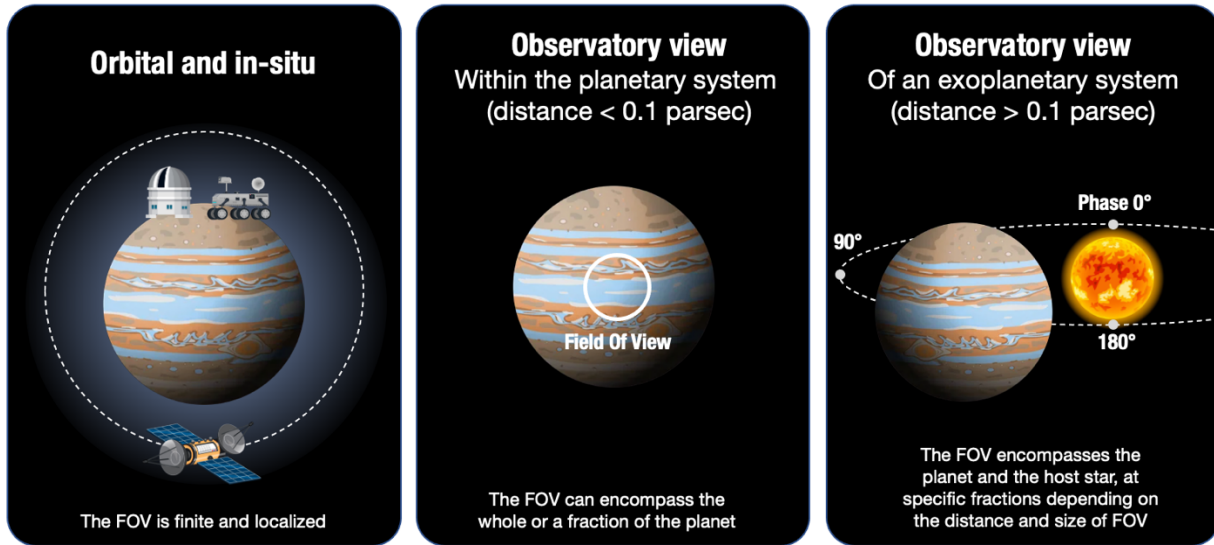 Orbital and in-situ
The FOV is finite and localized
Observatory view
Within the planetary system
(distance < 0.1 parsec)
Field Of View
The FOV can encompass the
whole or a fraction of the planet
Observatory view
Of an exoplanetary system
(distance > 0.1 parsec)
Phase 0°
90°
180°
The FOV encompasses the
planet and the host star, at
specific fractions depending on
the distance and size of FOV